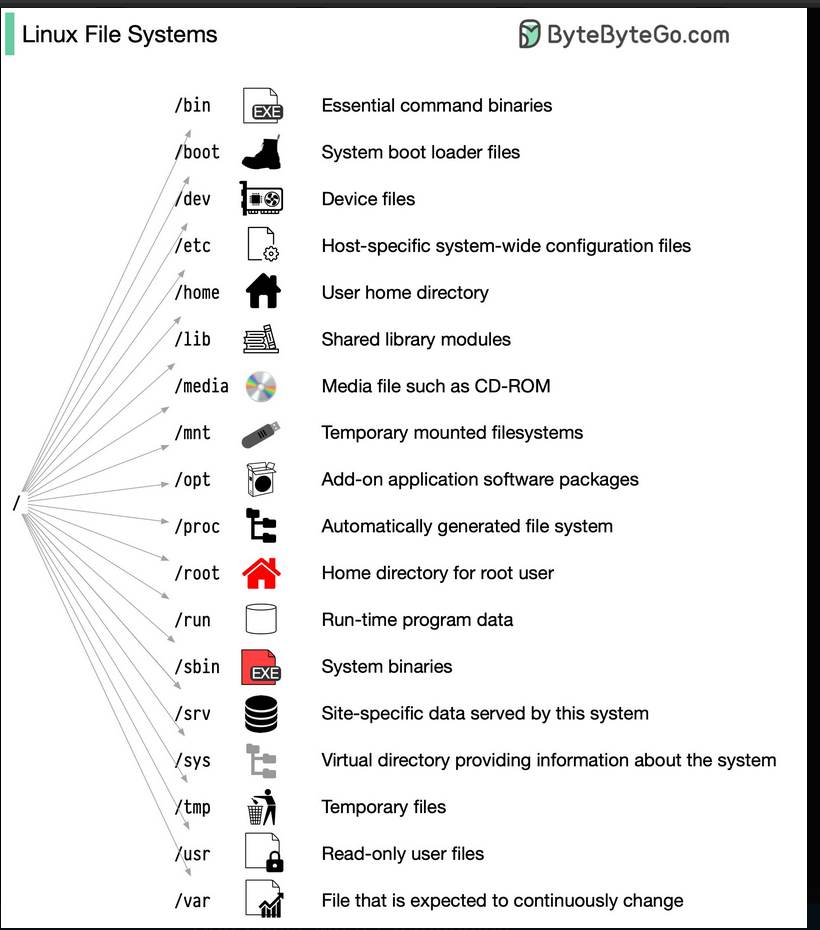 Linux File Systems
ByteByteGo.com
/bin EXE Essential command binaries
/boot System boot loader files
/dev Device files
/etc Host-specific system-wide configuration files
/home User home directory
/lib Shared library modules
/media Media file such as CD-ROM
/mnt Temporary mounted filesystems
/opt Add-on application software packages
/
/proc Automatically generated file system
/root Home directory for root user
/run Run-time program data
/sbin EXE System binaries
/srv Site-specific data served by this system
/sys Virtual directory providing information about the system
/tmp Temporary files
/usr Read-only user files
/var File that is expected to continuously change